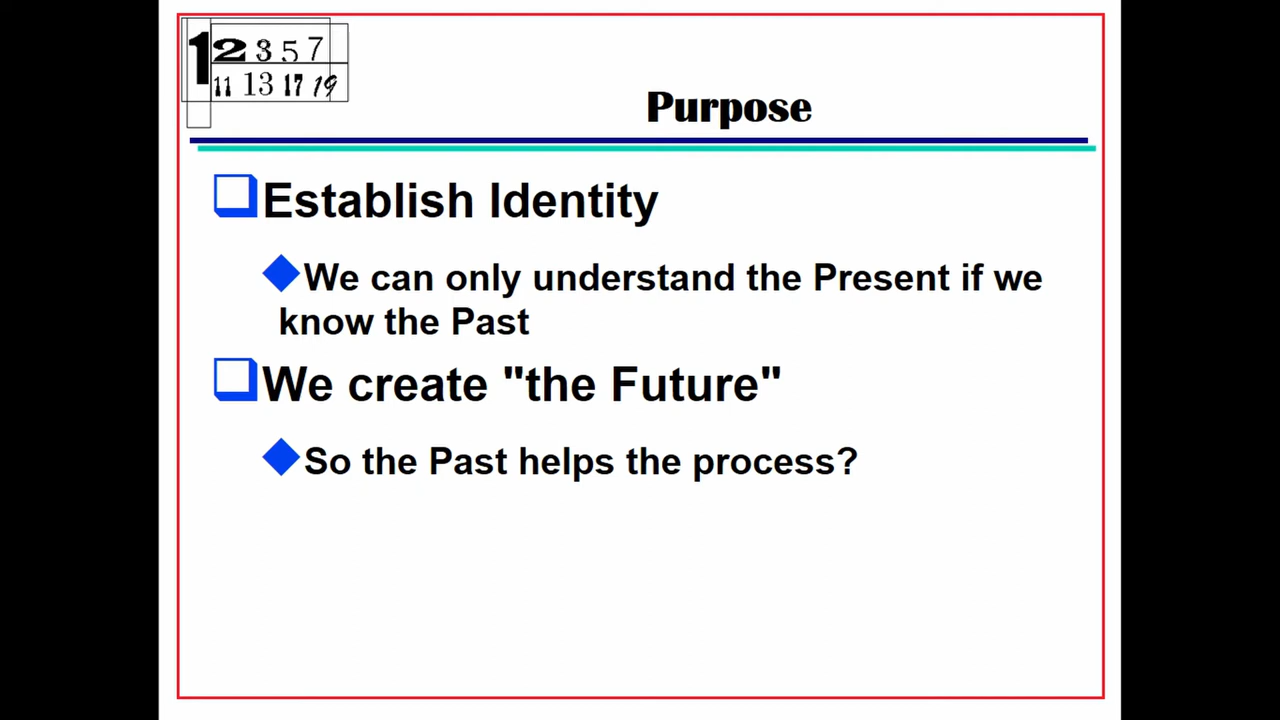 1 2 3 5 7
11 13 17 19
Purpose
Establish Identity
We can only understand the Present if we
know the Past
We create "the Future"
So the Past helps the process?